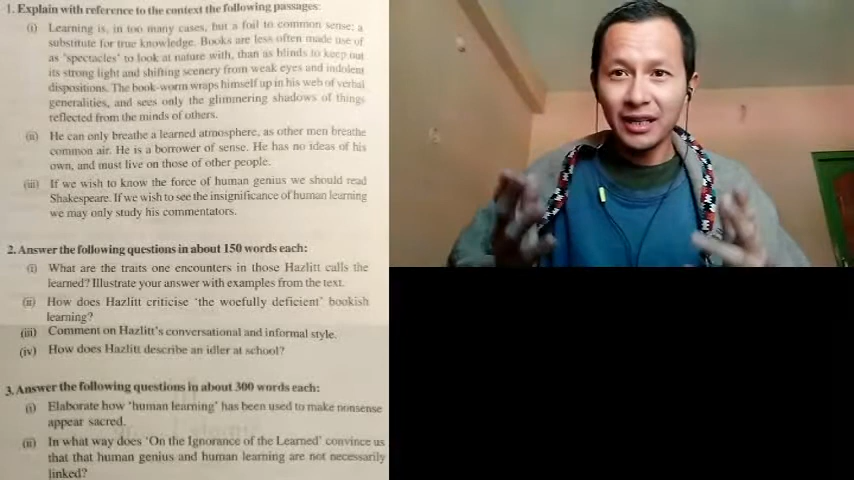 1. Explain with reference to the context the following passages:
(i) Learning is, in too many cases, but a foil to common sense; a
substitute for true knowledge. Books are less often made use of
as 'spectacles' to look at nature with, than as blinds to keep out
its strong light and shifting scenery from weak eyes and indolent
dispositions. The book-worm wraps himself up in his web of verbal
generalities, and sees only the glimmering shadows of things
reflected from the minds of others.
(ii) He can only breathe a learned atmosphere, as other men breathe
common air. He is a borrower of sense. He has no ideas of his
own, and must live on those of other people.
(iii) If we wish to know the force of human genius we should read
Shakespeare. If we wish to see the insignificance of human learning
we may only study his commentators.
2. Answer the following questions in about 150 words each:
(i) What are the traits one encounters in those Hazlitt calls the
learned? Illustrate your answer with examples from the text.
(ii) How does Hazlitt criticise 'the woefully deficient' bookish
learning?
(iii) Comment on Hazlitt's conversational and informal style.
(iv) How does Hazlitt describe an idler at school?
3. Answer the following questions in about 300 words each:
(i) Elaborate how 'human learning' has been used to make nonsense
appear sacred.
(ii) In what way does 'On the Ignorance of the Learned' convince us
that that human genius and human learning are not necessarily
linked?